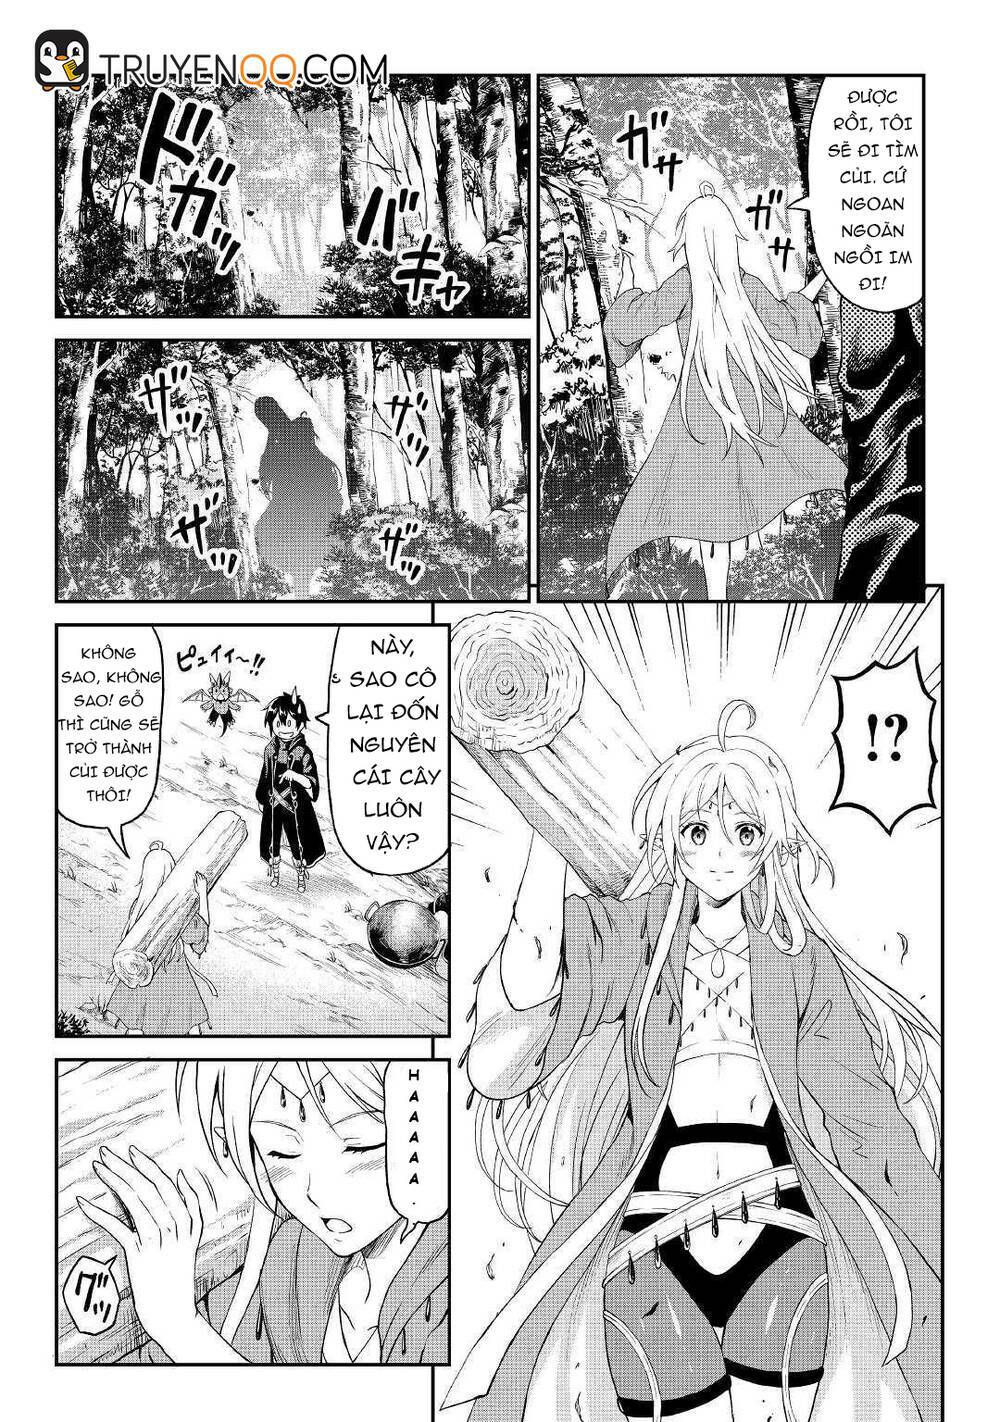 TRUYENQQ.COM
ĐƯỢC
RỒI, TÔI
SẼ ĐI TÌM
CỦI. CỨ
NGOAN
NGOÃN
NGỒI IM
ĐI!
ガサ
ガサッ
ドガッ
バキャ
ザッ
ザッ
ザッ
ザッ
!?
NÀY,
SAO CÔ
LẠI ĐỐN
NGUYÊN
CÁI CÂY
LUÔN
VẬY?
ピュイィ〜!!
KHÔNG
SAO, KHÔNG
SAO! GỖ
THÌ CŨNG SẼ
TRỞ THÀNH
CỦI ĐƯỢC
THÔI!
HAAAAA.
グッ